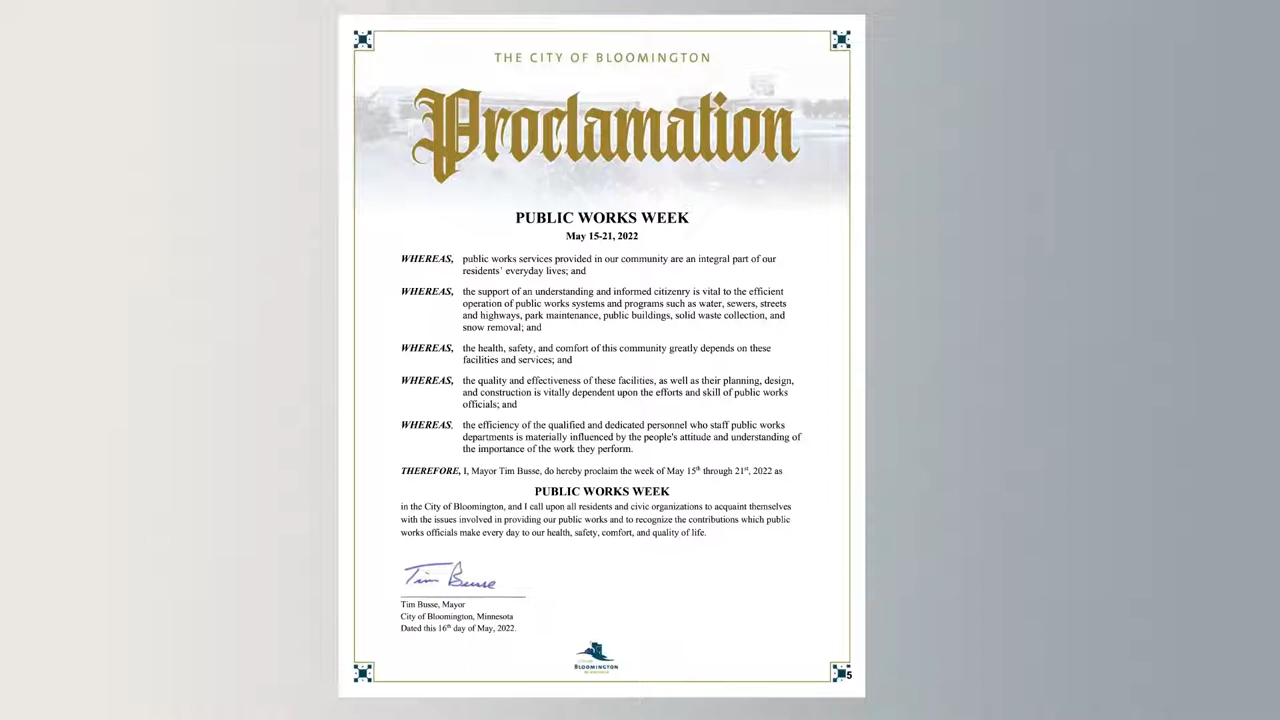 THE CITY OF BLOOMINGTON
Proclamation
PUBLIC WORKS WEEK
May 15-21, 2022
WHEREAS, public works services provided in our community are an integral part of our
residents' everyday lives; and
WHEREAS, the support of an understanding and informed citizenry is vital to the efficient
operation of public works systems and programs such as water, sewers, streets
and highways, park maintenance, public buildings, solid waste collection, and
snow removal; and
WHEREAS, the health, safety, and comfort of this community greatly depends on these
facilities and services; and
WHEREAS, the quality and effectiveness of these facilities, as well as their planning, design,
and construction is vitally dependent upon the efforts and skill of public works
officials; and
WHEREAS, the efficiency of the qualified and dedicated personnel who staff public works
departments is materially influenced by the people's attitude and understanding of
the importance of the work they perform.
THEREFORE, I, Mayor Tim Busse, do hereby proclaim the week of May 15th through 21st, 2022 as
PUBLIC WORKS WEEK
in the City of Bloomington, and I call upon all residents and civic organizations to acquaint themselves
with the issues involved in providing our public works and to recognize the contributions which public
works officials make every day to our health, safety, comfort, and quality of life.
Tim Busse
Tim Busse, Mayor
City of Bloomington, Minnesota
Dated this 16th day of May, 2022.
BLOOMINGTON
5